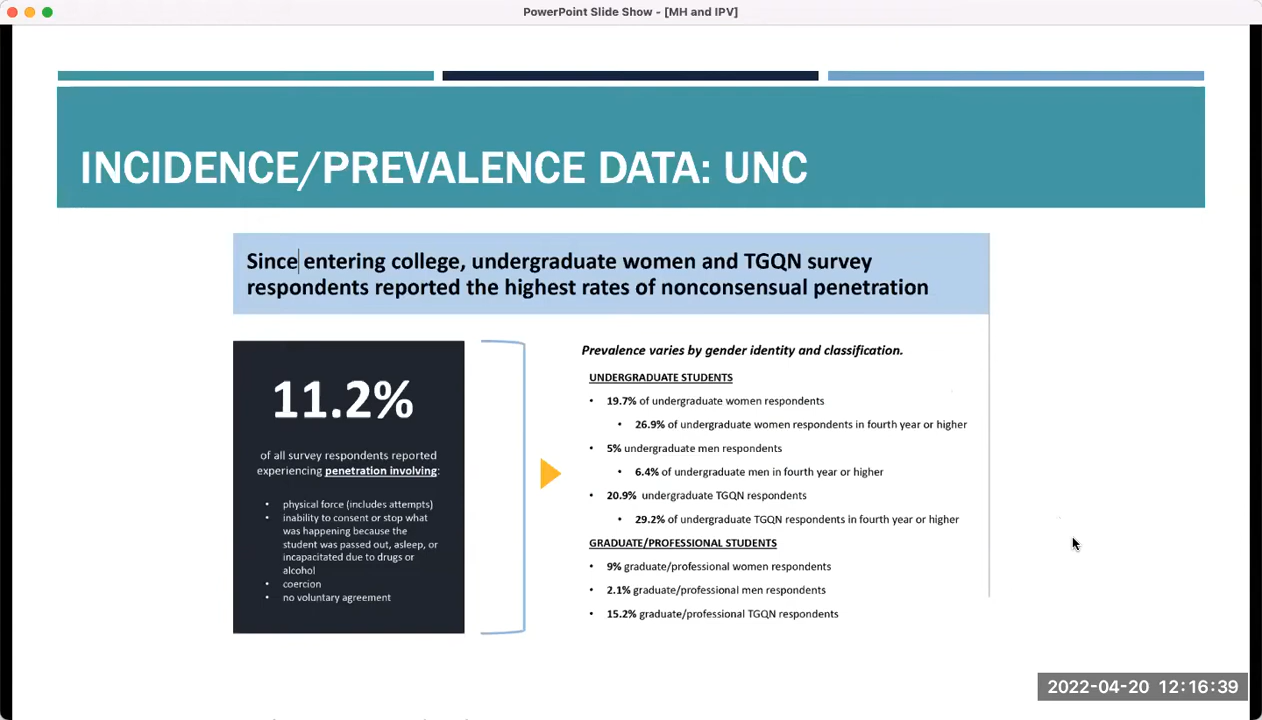 PowerPoint Slide Show - [MH and IPV]
INCIDENCE/PREVALENCE DATA: UNC
Since entering college, undergraduate women and TGQN survey
respondents reported the highest rates of nonconsensual penetration
11.2%
of all survey respondents reported
experiencing penetration involving:
• physical force (includes attempts)
• inability to consent or stop what
was happening because the
student was passed out, asleep, or
incapacitated due to drugs or
alcohol
• coercion
• no voluntary agreement
Prevalence varies by gender identity and classification.
UNDERGRADUATE STUDENTS
• 19.7% of undergraduate women respondents
• 26.9% of undergraduate women respondents in fourth year or higher
• 5% undergraduate men respondents
• 6.4% of undergraduate men in fourth year or higher
• 20.9% undergraduate TGQN respondents
• 29.2% of undergraduate TGQN respondents in fourth year or higher
GRADUATE/PROFESSIONAL STUDENTS
• 9% graduate/professional women respondents
• 2.1% graduate/professional men respondents
• 15.2% graduate/professional TGQN respondents
2022-04-20 12:16:39